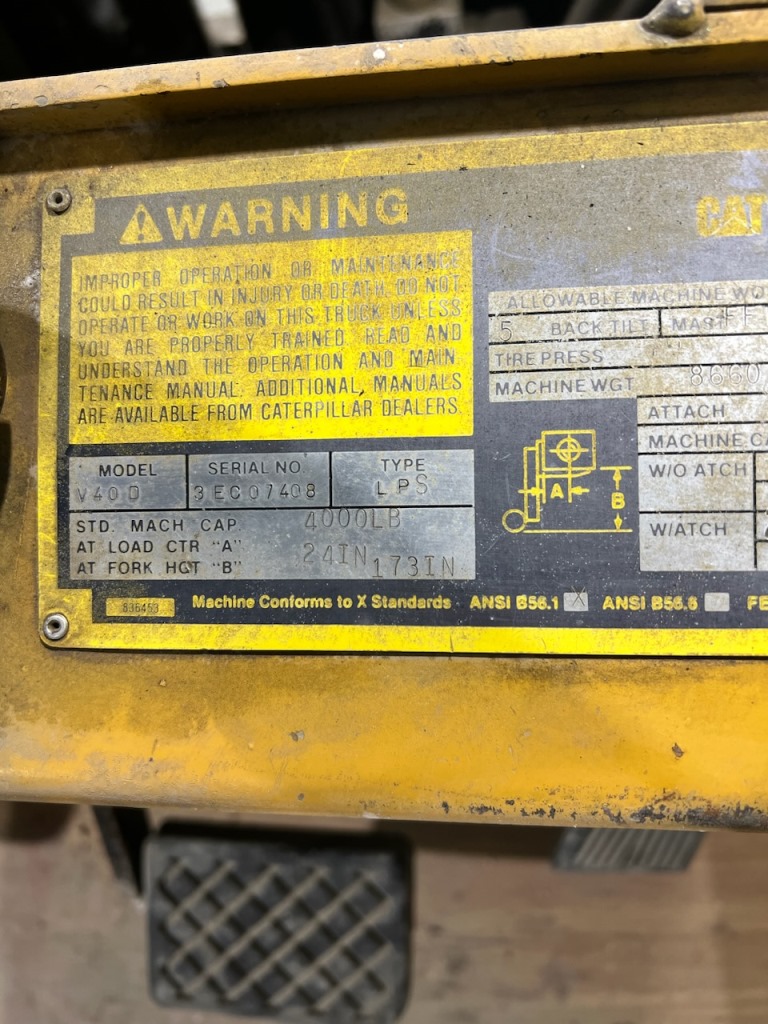 WARNING
IMPROPER OPERATION OR MAINTENANCE
COULD RESULT IN INJURY OR DEATH. DO NOT
OPERATE OR WORK ON THIS TRUCK UNLESS
YOU ARE PROPERLY TRAINED. READ AND
UNDERSTAND THE OPERATION AND MAIN
TENANCE MANUAL. ADDITIONAL MANUALS
ARE AVAILABLE FROM CATERPILLAR DEALERS.
MODEL SERIAL NO. TYPE
V40D 3EC07408 LPS
STD. MACH CAP. 4000LB
AT LOAD CTR "A" 24IN
AT FORK HGT "B" 173IN
836453 Machine Conforms to X Standards ANSI B56.1 X ANSI B56.6 FE
CAT
ALLOWABLE MACHINE WO
5 BACK TILT MAST FF
TIRE PRESS
MACHINE WGT 8660
ATTACH
MACHINE CA
W/O ATCH
W/ATCH
A
B